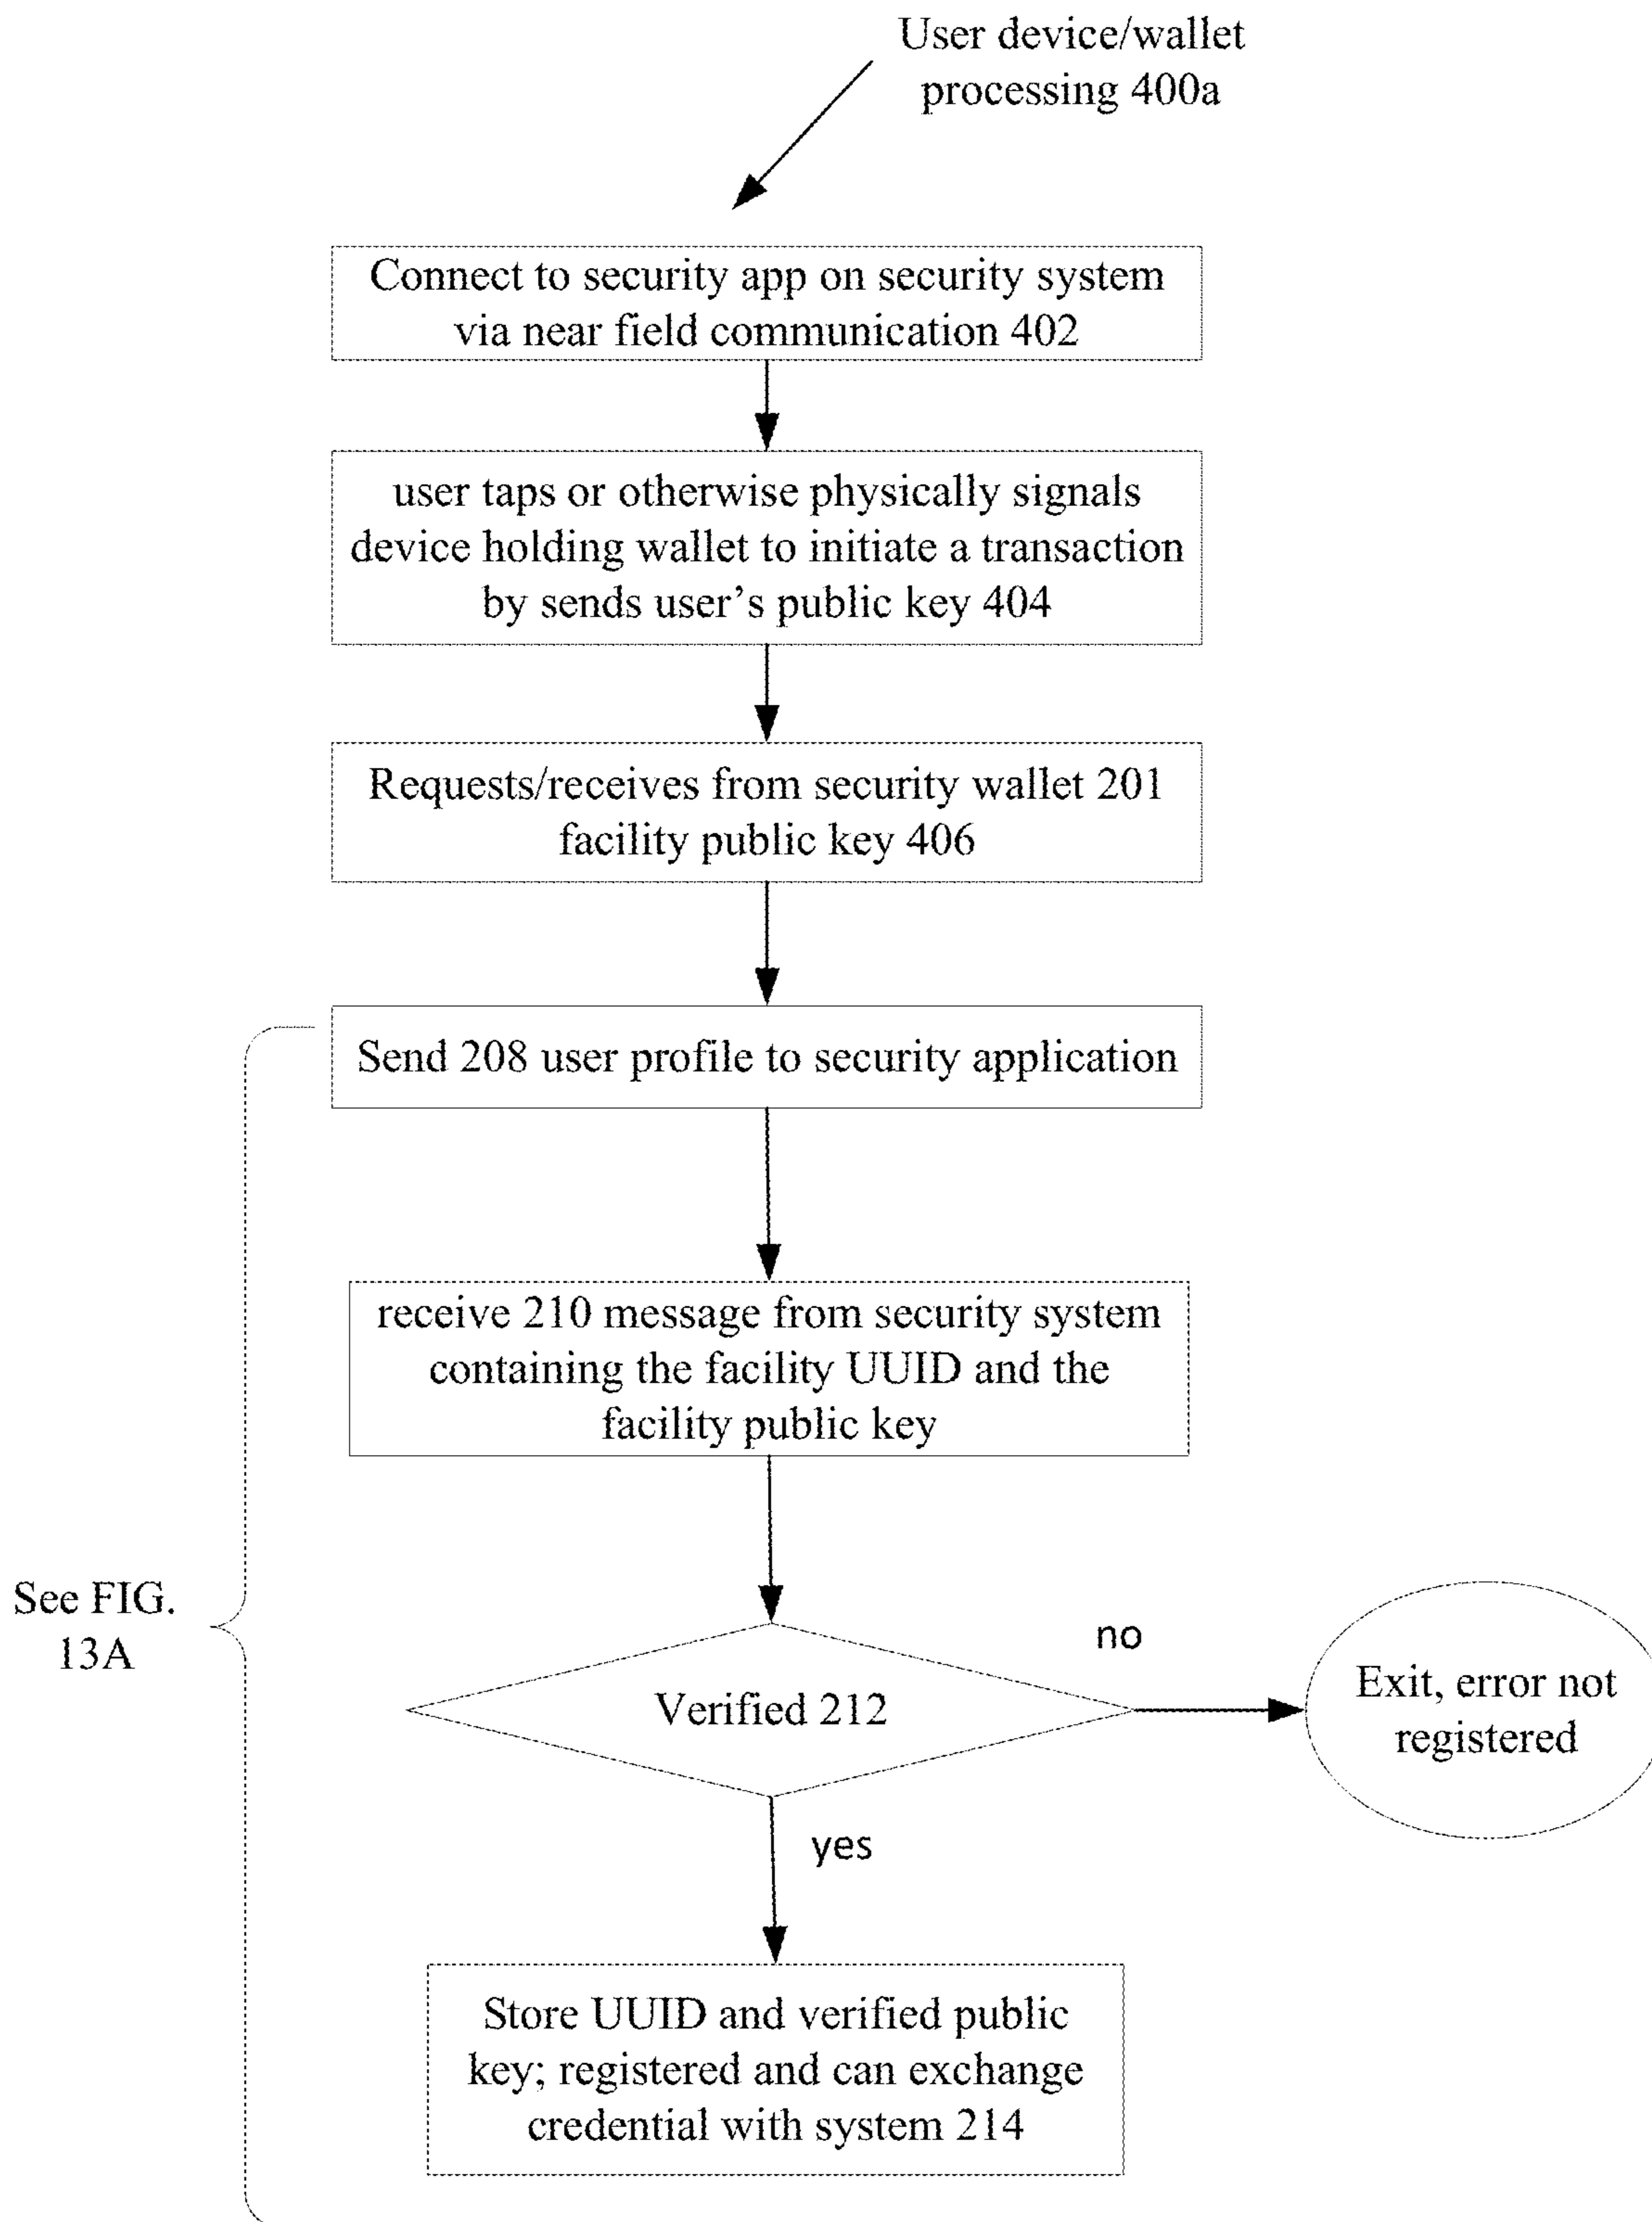 User device/wallet
processing 400a
Connect to security app on security system
via near field communication 402
user taps or otherwise physically signals
device holding wallet to initiate a transaction
by sends user's public key 404
Requests/receives from security wallet 201
facility public key 406
Send 208 user profile to security application
receive 210 message from security system
containing the facility UUID and the
facility public key
See FIG.
13A
Verified 212
no
Exit, error not
registered
yes
Store UUID and verified public
key; registered and can exchange
credential with system 214